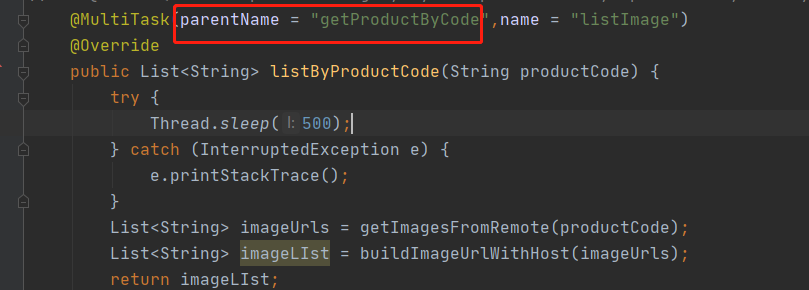 @MultiTask(parentName = "getProductByCode",name = "listImage")
@Override
public List<String> listByProductCode(String productCode) {
try {
Thread.sleep( l: 500);
} catch (InterruptedException e) {
e.printStackTrace();
}
List<String> imageUrls = getImagesFromRemote(productCode);
List<String> imageLIst = buildImageUrlWithHost(imageUrls);
return imageLIst;